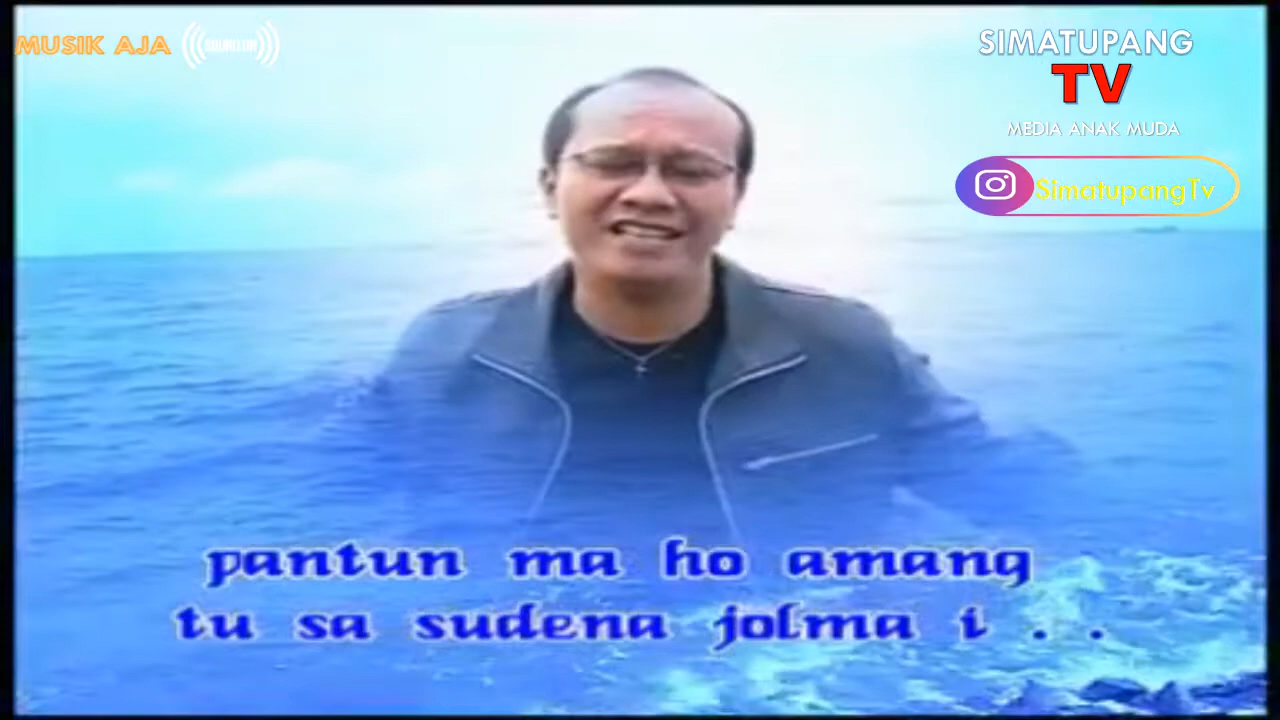 MUSIK AJA
SIMATUPANG
TV
MEDIA ANAK MUDA
SimatupangTv
pantun ma ho amang
tu sa sudena jolma i . .